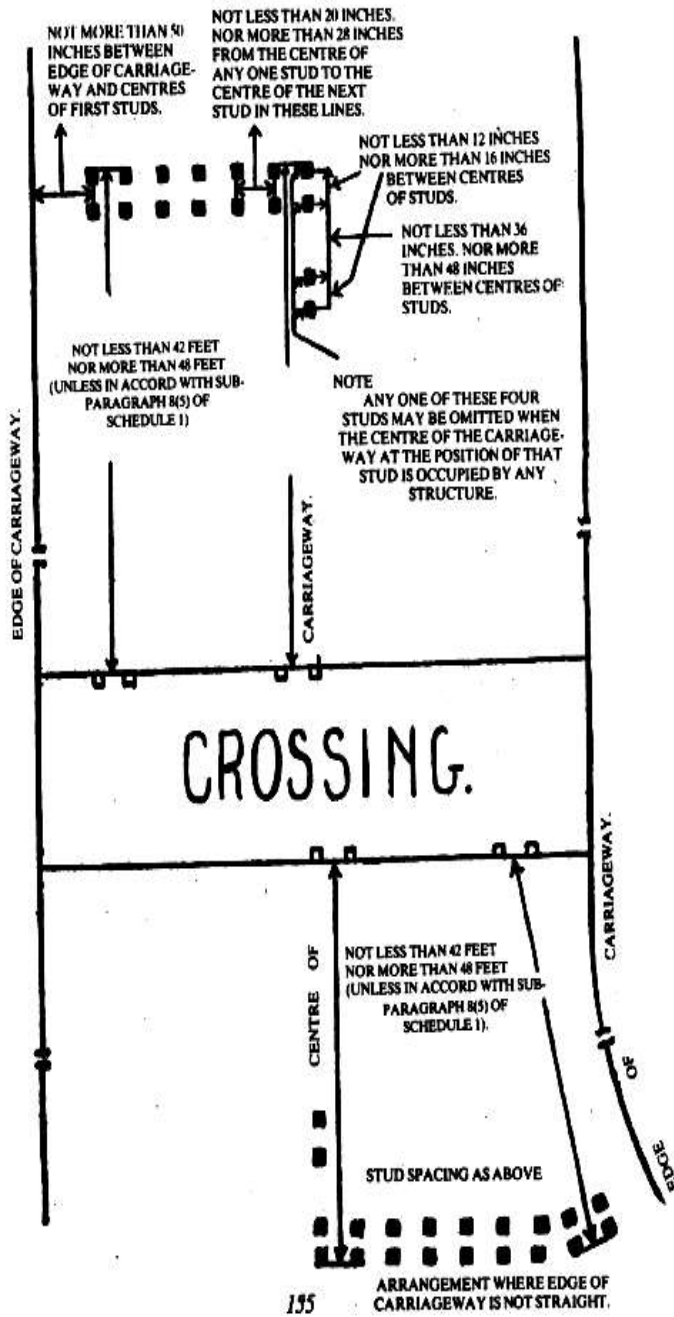 NOT MORE THAN 50
INCHES BETWEEN
EDGE OF CARRIAGE-
WAY AND CENTRES
OF FIRST STUDS.
NOT LESS THAN 20 INCHES.
NOR MORE THAN 28 INCHES
FROM THE CENTRE OF
ANY ONE STUD TO THE
CENTRE OF THE NEXT
STUD IN THESE LINES.
NOT LESS THAN 12 INCHES
NOR MORE THAN 16 INCHES
BETWEEN CENTRES
OF STUDS.
NOT LESS THAN 36
INCHES. NOR MORE
THAN 48 INCHES
BETWEEN CENTRES OF
STUDS.
NOT LESS THAN 42 FEET
NOR MORE THAN 48 FEET
(UNLESS IN ACCORD WITH SUB-
PARAGRAPH 8(5) OF
SCHEDULE 1)
NOTE
ANY ONE OF THESE FOUR
STUDS MAY BE OMITTED WHEN
THE CENTRE OF THE CARRIAGE-
WAY AT THE POSITION OF THAT
STUD IS OCCUPIED BY ANY
STRUCTURE.
EDGE OF CARRIAGEWAY.
CARRIAGEWAY.
CROSSING.
CENTRE OF
NOT LESS THAN 42 FEET
NOR MORE THAN 48 FEET
(UNLESS IN ACCORD WITH SUB-
PARAGRAPH 8(5) OF
SCHEDULE 1).
CARRIAGEWAY.
OF
EDGE
STUD SPACING AS ABOVE
ARRANGEMENT WHERE EDGE OF
CARRIAGEWAY IS NOT STRAIGHT.
155